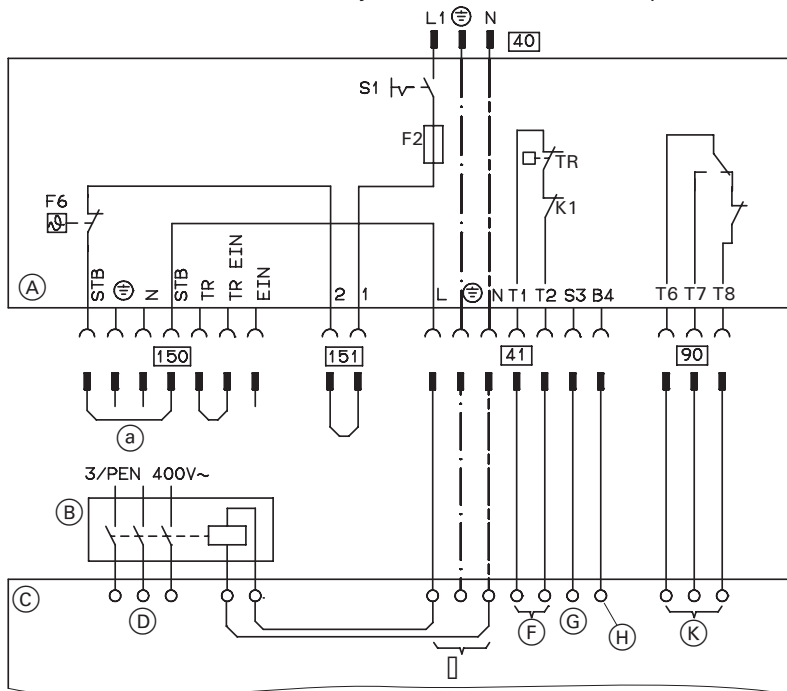 L1 N 40
S1
F2
TR
F6
K1
A
STB N STB TR TR EIN EIN 2 1 L N T1 T2 S3 B4 T6 T7 T8
150 151 41 90
a
3/PEN 400V~
B
C
D F G H K